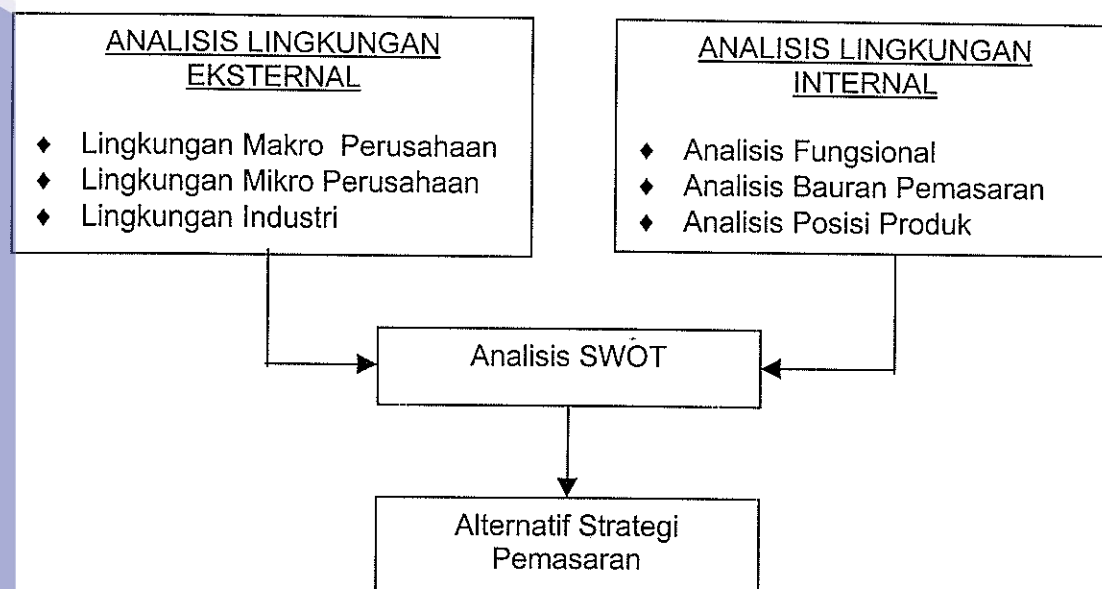 ANALISIS LINGKUNGAN
EKSTERNAL
♦ Lingkungan Makro Perusahaan
♦ Lingkungan Mikro Perusahaan
♦ Lingkungan Industri
ANALISIS LINGKUNGAN
INTERNAL
♦ Analisis Fungsional
♦ Analisis Bauran Pemasaran
♦ Analisis Posisi Produk
Analisis SWOT
Alternatif Strategi
Pemasaran